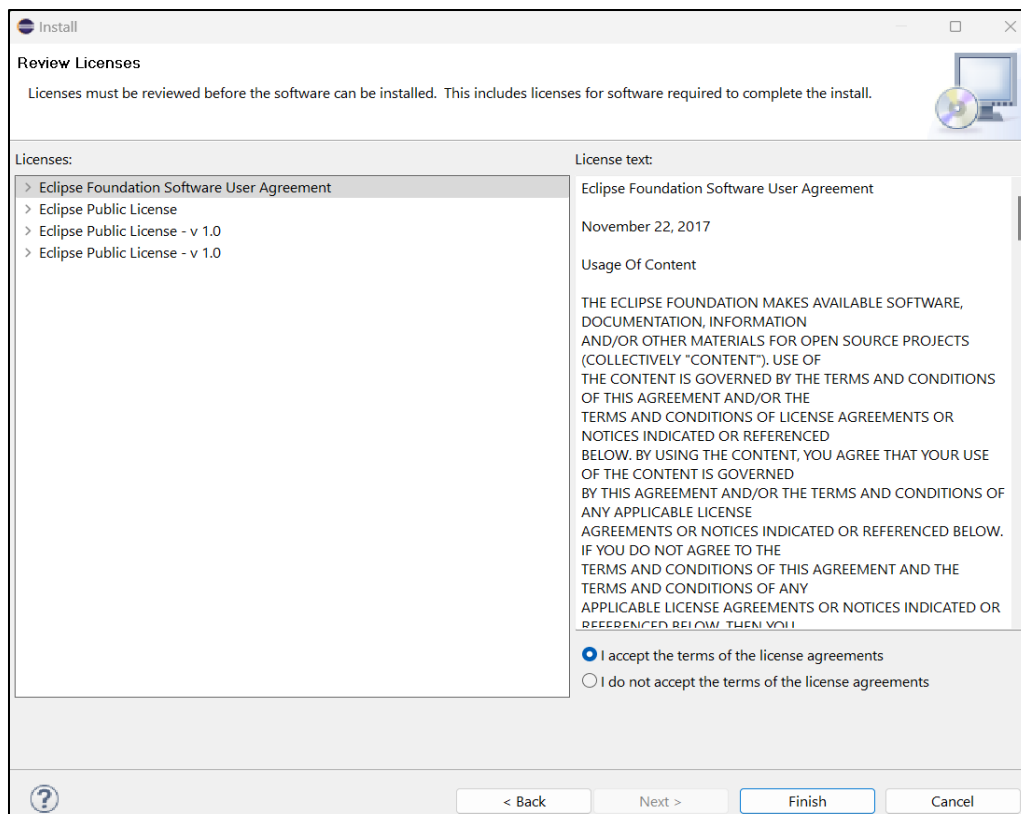 Install
Review Licenses
Licenses must be reviewed before the software can be installed.  This includes licenses for software required to complete the install.
Licenses:
Eclipse Foundation Software User Agreement
Eclipse Public License
Eclipse Public License - v 1.0
Eclipse Public License - v 1.0
License text:
Eclipse Foundation Software User Agreement
November 22, 2017
Usage Of Content
THE ECLIPSE FOUNDATION MAKES AVAILABLE SOFTWARE,
DOCUMENTATION, INFORMATION
AND/OR OTHER MATERIALS FOR OPEN SOURCE PROJECTS
(COLLECTIVELY "CONTENT"). USE OF
THE CONTENT IS GOVERNED BY THE TERMS AND CONDITIONS
OF THIS AGREEMENT AND/OR THE
TERMS AND CONDITIONS OF LICENSE AGREEMENTS OR
NOTICES INDICATED OR REFERENCED
BELOW. BY USING THE CONTENT, YOU AGREE THAT YOUR USE
OF THE CONTENT IS GOVERNED
BY THIS AGREEMENT AND/OR THE TERMS AND CONDITIONS OF
ANY APPLICABLE LICENSE
AGREEMENTS OR NOTICES INDICATED OR REFERENCED BELOW.
IF YOU DO NOT AGREE TO THE
TERMS AND CONDITIONS OF THIS AGREEMENT AND THE
TERMS AND CONDITIONS OF ANY
APPLICABLE LICENSE AGREEMENTS OR NOTICES INDICATED OR
REFERENCED BELOW, THEN YOU
I accept the terms of the license agreements
I do not accept the terms of the license agreements
?
< Back
Next >
Finish
Cancel